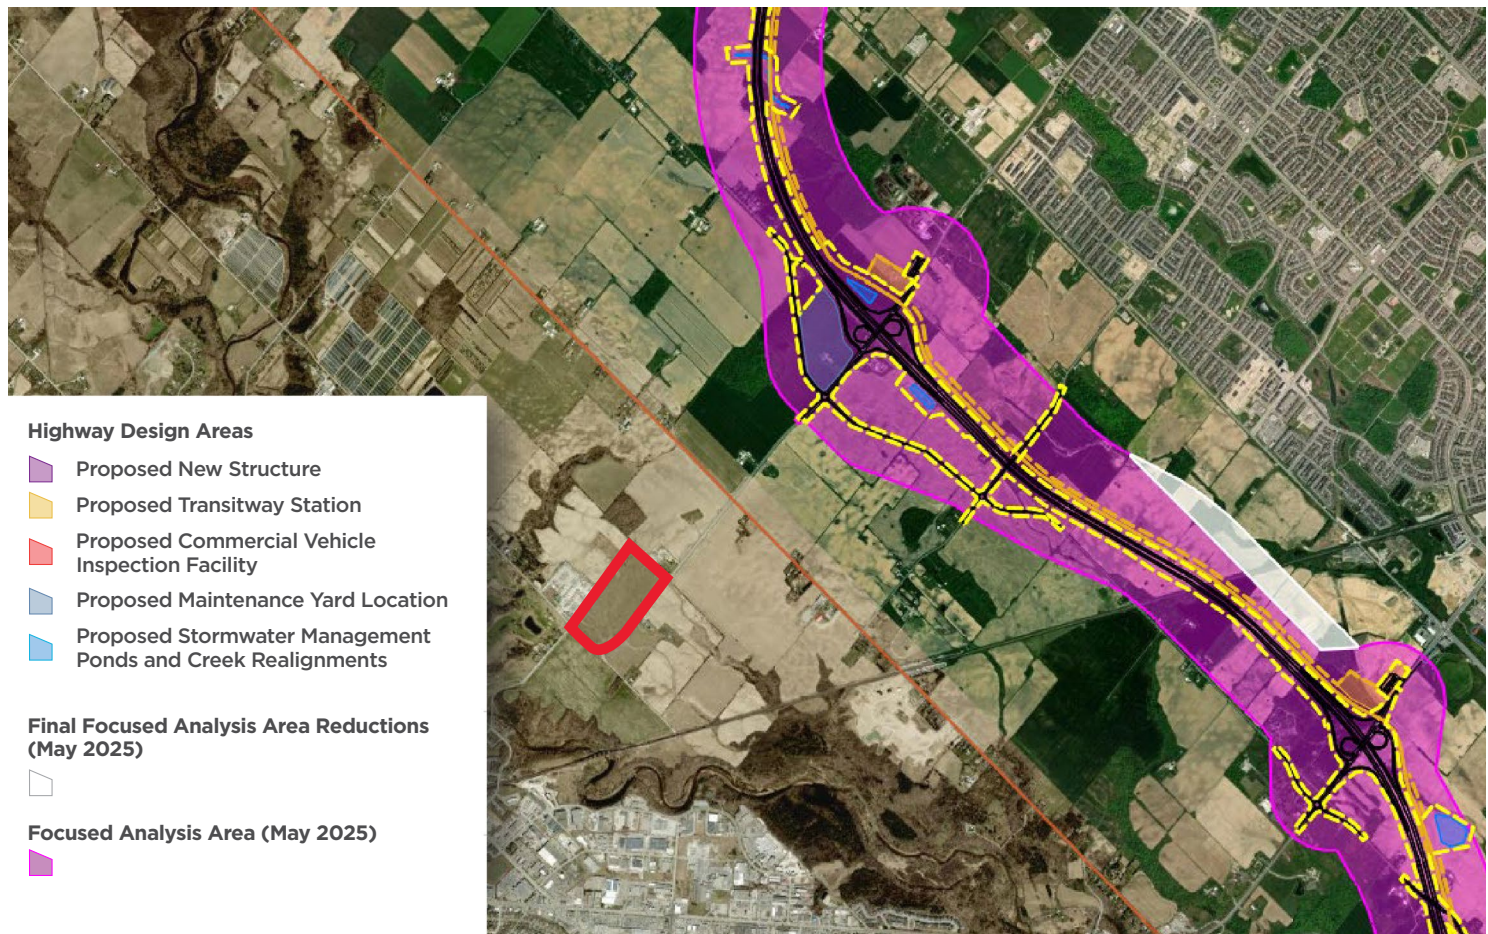 Highway Design Areas
Proposed New Structure
Proposed Transitway Station
Proposed Commercial Vehicle
Inspection Facility
Proposed Maintenance Yard Location
Proposed Stormwater Management
Ponds and Creek Realignments
Final Focused Analysis Area Reductions
(May 2025)
Focused Analysis Area (May 2025)